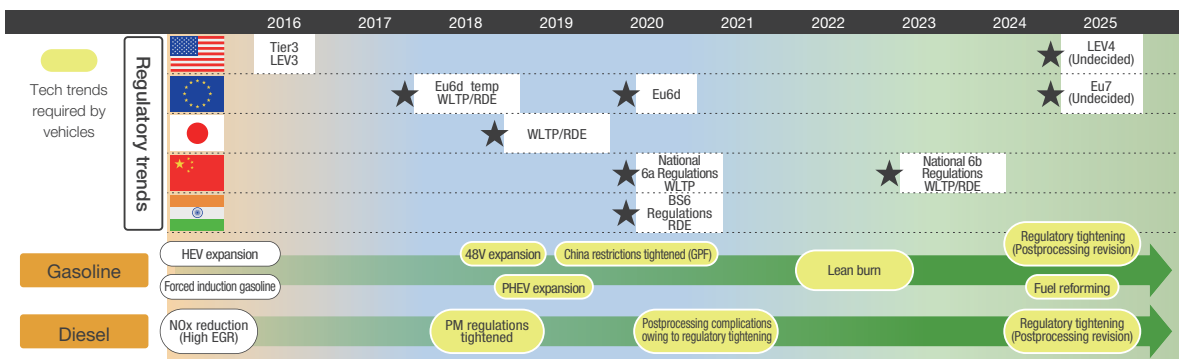 2016 2017 2018 2019 2020 2021 2022 2023 2024 2025
Tech trends
required by
vehicles
Regulatory trends
Tier3
LEV3
LEV4
(Undecided)
Eu6d temp
WLTP/RDE
Eu6d
Eu7
(Undecided)
WLTP/RDE
National
6a Regulations
WLTP
National 6b
Regulations
WLTP/RDE
BS6
Regulations
RDE
Gasoline
HEV expansion
Forced induction gasoline
48V expansion
PHEV expansion
China restrictions tightened (GPF)
Lean burn
Regulatory tightening
(Postprocessing revision)
Fuel reforming
Diesel
NOx reduction
(High EGR)
PM regulations
tightened
Postprocessing complications
owing to regulatory tightening
Regulatory tightening
(Postprocessing revision)